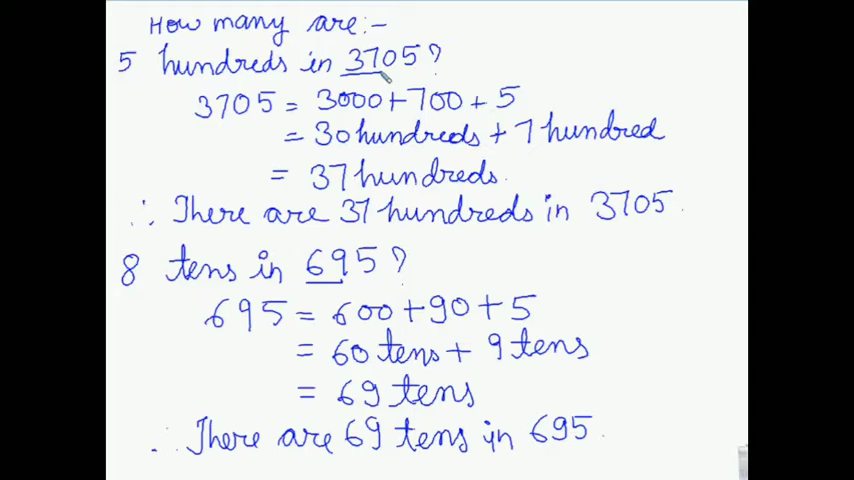 How many are:-
5 hundreds in 3705?
3705 = 3000+700 + 5
= 30 hundreds + 7 hundred
= 37 hundreds.
∴ There are 37 hundreds in 3705.
8 tens in 695?
695 = 600 +90 + 5
= 60 tens + 9 tens
= 69 tens
∴ There are 69 tens in 695.